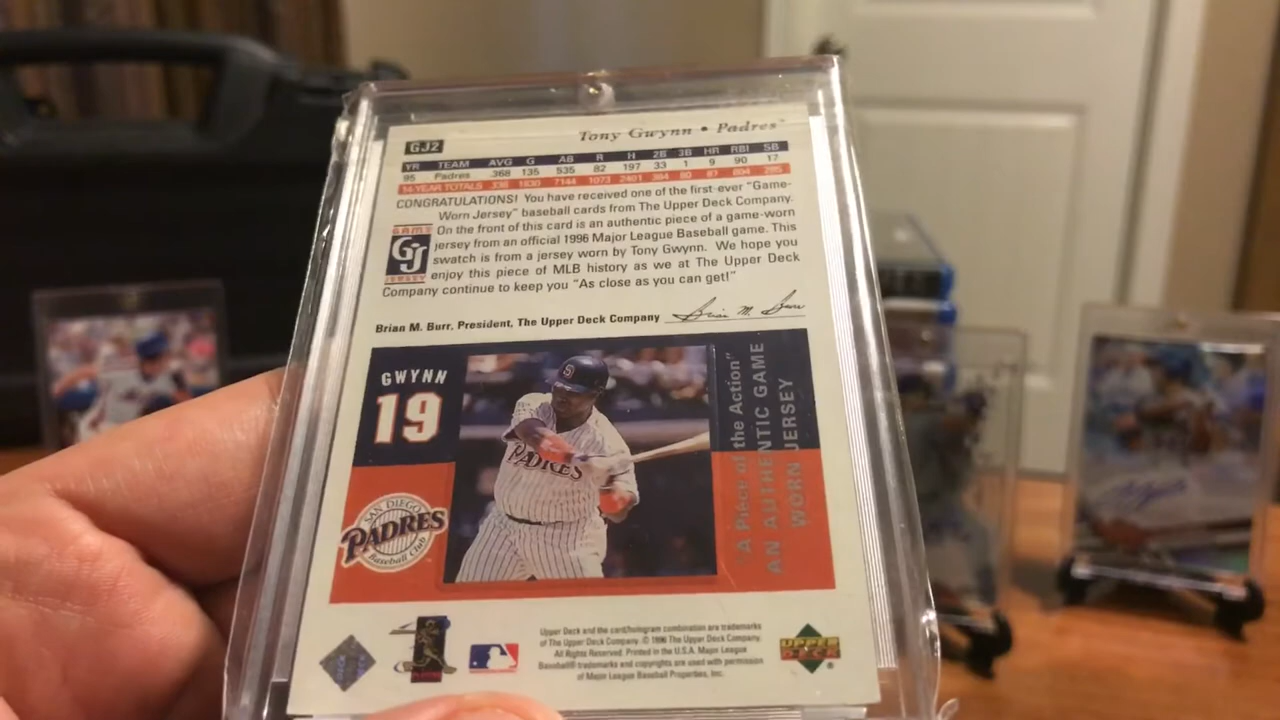 GJ2
Tony Gwynn • Padres™
YR TEAM AVG G AB R H 2B 3B HR RBI SB
95 Padres .368 135 535 82 197 33 1 9 90 17
14-YEAR TOTALS .336 1830 7144 1073 2401 384 80 87 804 285
CONGRATULATIONS! You have received one of the first-ever "Game-
Worn Jersey" baseball cards from The Upper Deck Company.
On the front of this card is an authentic piece of a game-worn
jersey from an official 1996 Major League Baseball game. This
swatch is from a jersey worn by Tony Gwynn. We hope you
enjoy this piece of MLB history as we at The Upper Deck
Company continue to keep you "As close as you can get!"
GAME
GJ
JERSEY
Brian M. Burr, President, The Upper Deck Company
Brian M. Burr
GWYNN
19
PADRES
SAN DIEGO
PADRES
Baseball Club
"A Piece of the Action"
AN AUTHENTIC GAME
WORN JERSEY
Upper Deck and the card/hologram combination are trademarks
of The Upper Deck Company. © 1996 The Upper Deck Company.
All Rights Reserved. Printed in the U.S.A. Major League
Baseball® trademarks and copyrights are used with permission
of Major League Baseball Properties, Inc.
UPPER
DECK
®